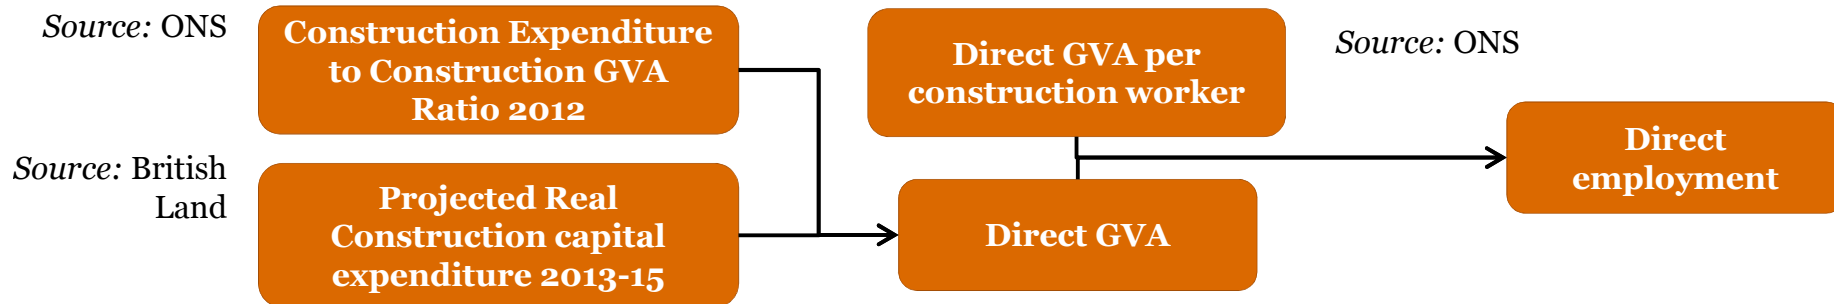 Source: ONS
Construction Expenditure
to Construction GVA
Ratio 2012
Source: British
Land
Projected Real
Construction capital
expenditure 2013-15
Direct GVA per
construction worker
Direct GVA
Source: ONS
Direct
employment